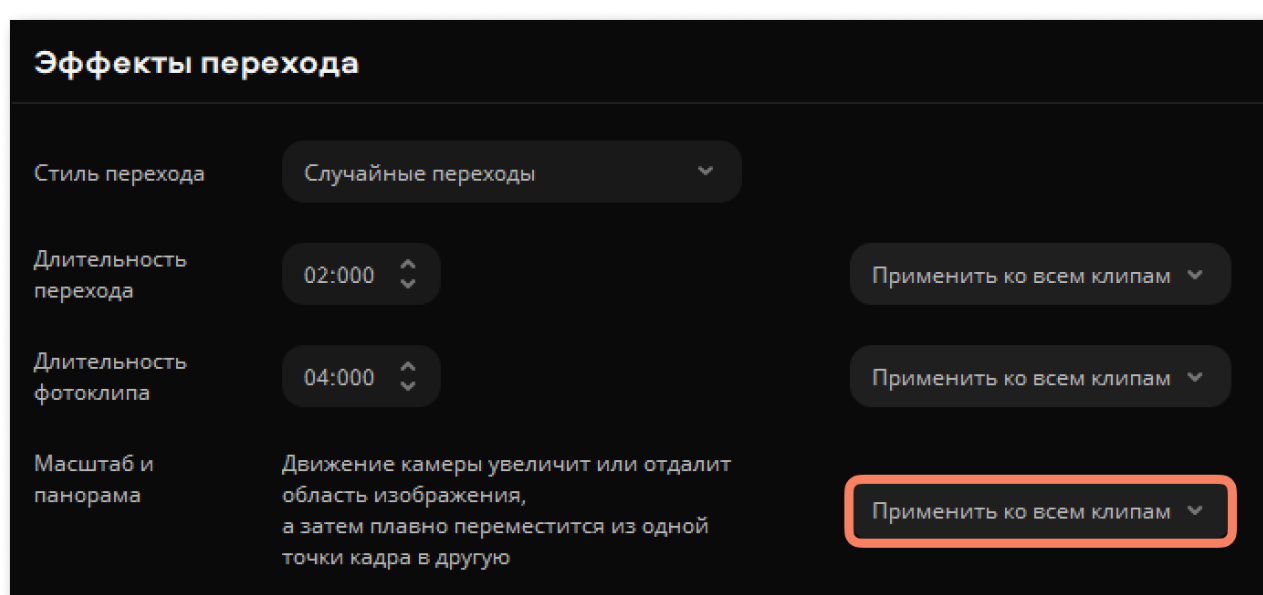 Эффекты перехода
Стиль перехода
Случайные переходы
Длительность
перехода
02:000
Применить ко всем клипам
Длительность
фотоклипа
04:000
Применить ко всем клипам
Масштаб и
панорама
Движение камеры увеличит или отдалит
область изображения,
а затем плавно переместится из одной
точки кадра в другую
Применить ко всем клипам